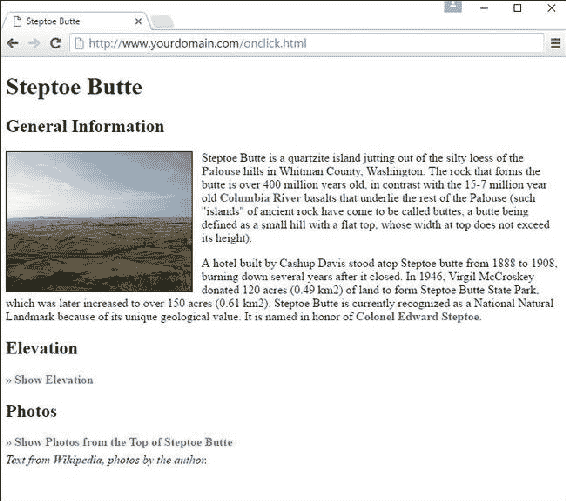 Steptoe Butte
http://www.yourdomain.com/onclick.html
Steptoe Butte
General Information
Steptoe Butte is a quartzite island jutting out of the silty loess of the
Palouse hills in Whitman County, Washington. The rock that forms the
butte is over 400 million years old, in contrast with the 15-7 million year
old Columbia River basalts that underlie the rest of the Palouse (such
"islands" of ancient rock have come to be called buttes, a butte being
defined as a small hill with a flat top, whose width at top does not exceed
its height).
A hotel built by Cashup Davis stood atop Steptoe butte from 1888 to 1908,
burning down several years after it closed. In 1946, Virgil McCroskey
donated 120 acres (0.49 km2) of land to form Steptoe Butte State Park,
which was later increased to over 150 acres (0.61 km2). Steptoe Butte is currently recognized as a National Natural
Landmark because of its unique geological value. It is named in honor of Colonel Edward Steptoe.
Elevation
» Show Elevation
Photos
» Show Photos from the Top of Steptoe Butte
Text from Wikipedia, photos by the author.